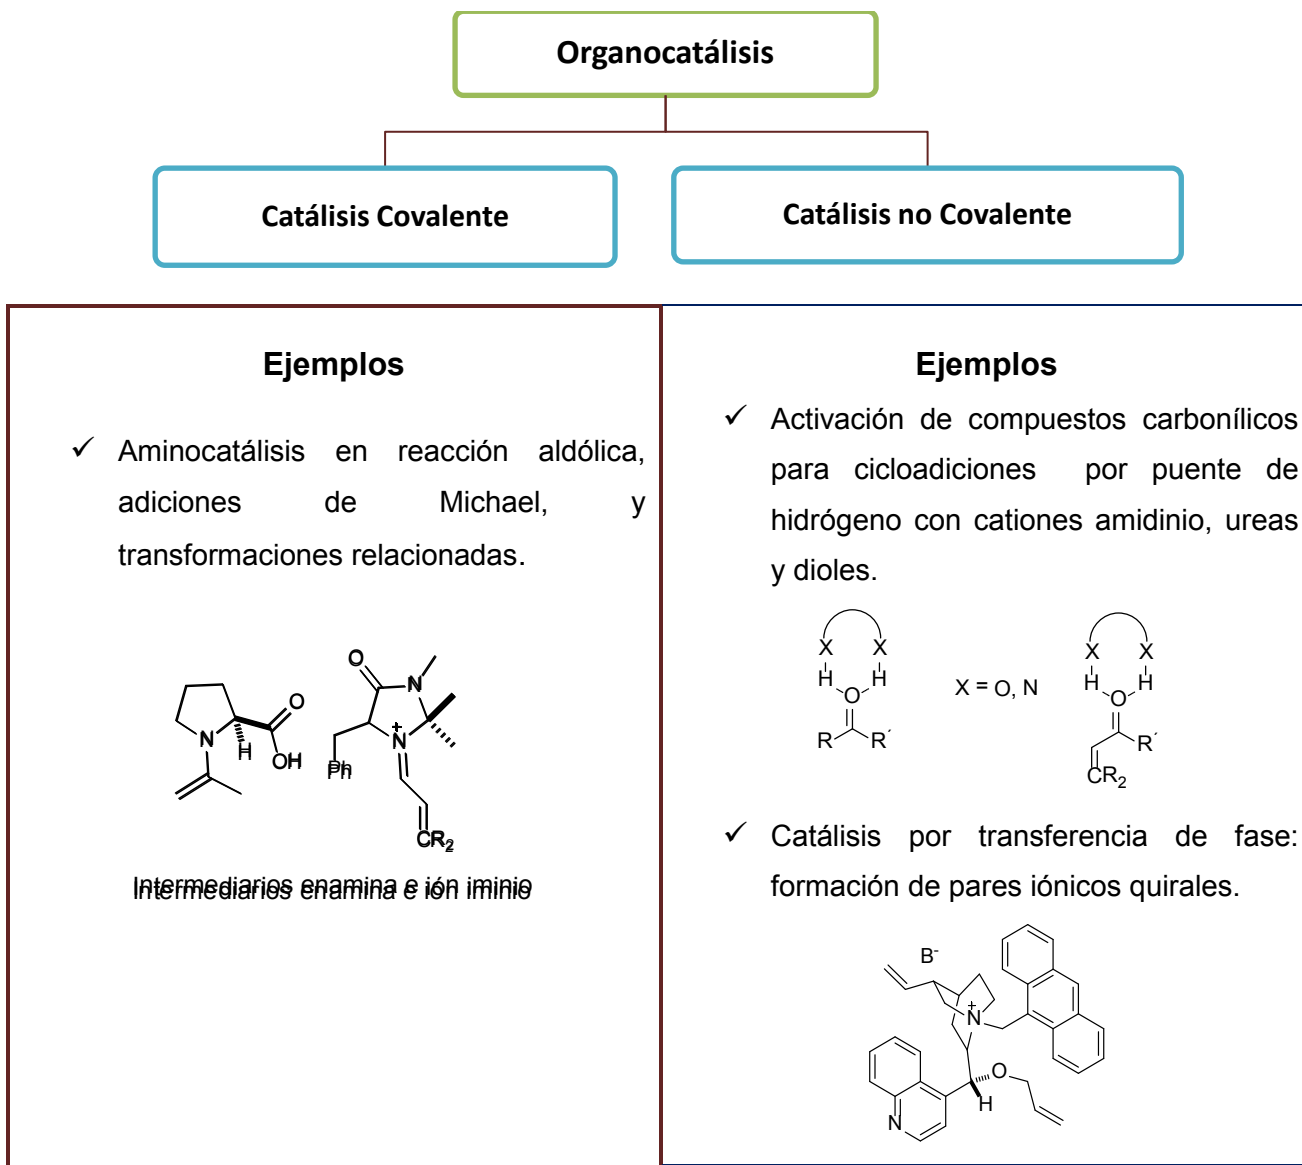 Organocatálisis
Catálisis Covalente
Catálisis no Covalente
Ejemplos
✓ Aminocatálisis en reacción aldólica,
adiciones de Michael, y
transformaciones relacionadas.
O
N
N
+
Ph
CR2
N
H
O
OH
Intermediarios enamina e ión iminio
Ejemplos
✓ Activación de compuestos carbonílicos
para cicloadiciones por puente de
hidrógeno con cationes amidinio, ureas
y dioles.
X X
H H
O
R R´
X = O, N
X X
H H
O
R´
CR2
✓ Catálisis por transferencia de fase:
formación de pares iónicos quirales.
B-
+
N
O
H
N